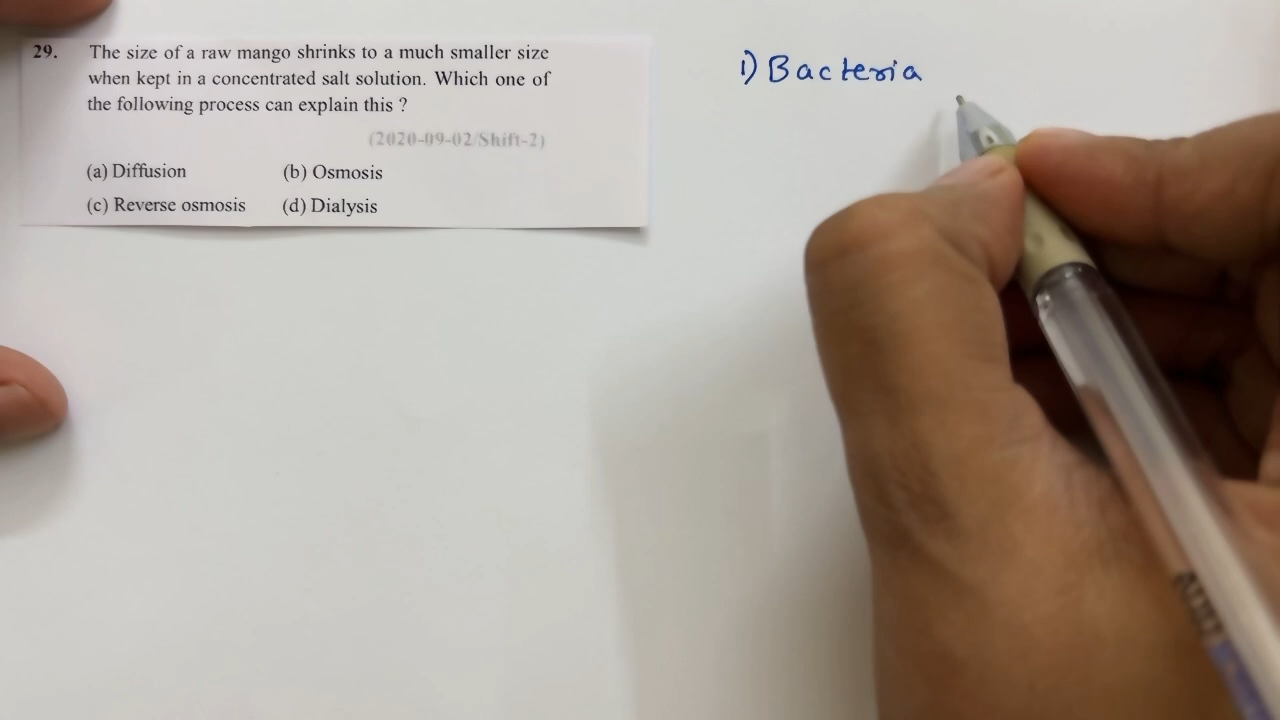 29. The size of a raw mango shrinks to a much smaller size
when kept in a concentrated salt solution. Which one of
the following process can explain this ?
(2020-09-02/Shift-2)
(a) Diffusion (b) Osmosis
(c) Reverse osmosis (d) Dialysis
1) Bacteria